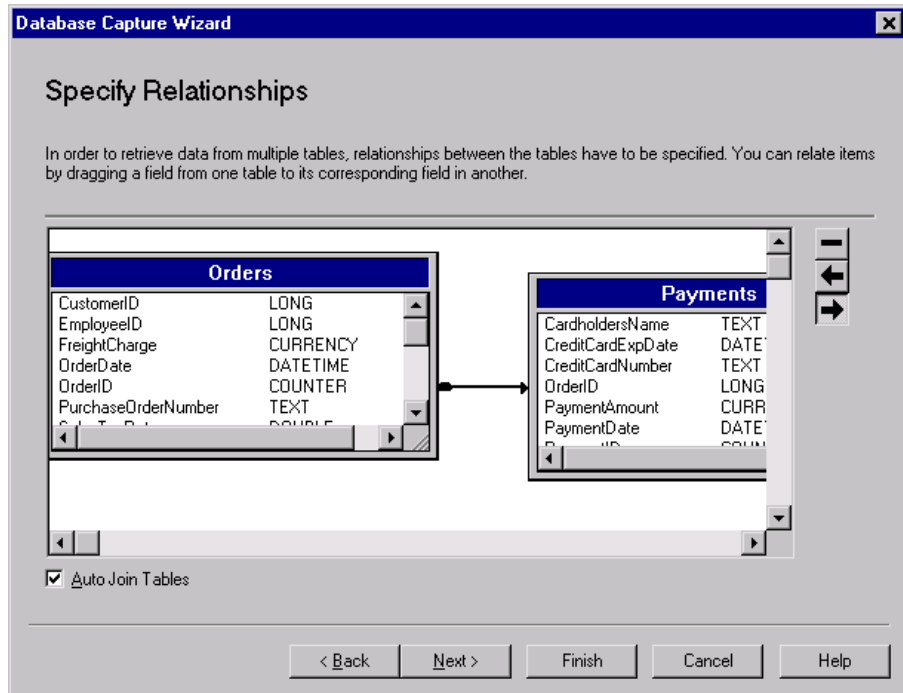 Database Capture Wizard
Specify Relationships
In order to retrieve data from multiple tables, relationships between the tables have to be specified. You can relate items
by dragging a field from one table to its corresponding field in another.
Orders
CustomerID LONG
EmployeeID LONG
FreightCharge CURRENCY
OrderDate DATETIME
OrderID COUNTER
PurchaseOrderNumber TEXT
Payments
CardholdersName TEXT
CreditCardExpDate DATET
CreditCardNumber TEXT
OrderID LONG
PaymentAmount CURR
PaymentDate DATET
Auto Join Tables
< Back Next > Finish Cancel Help